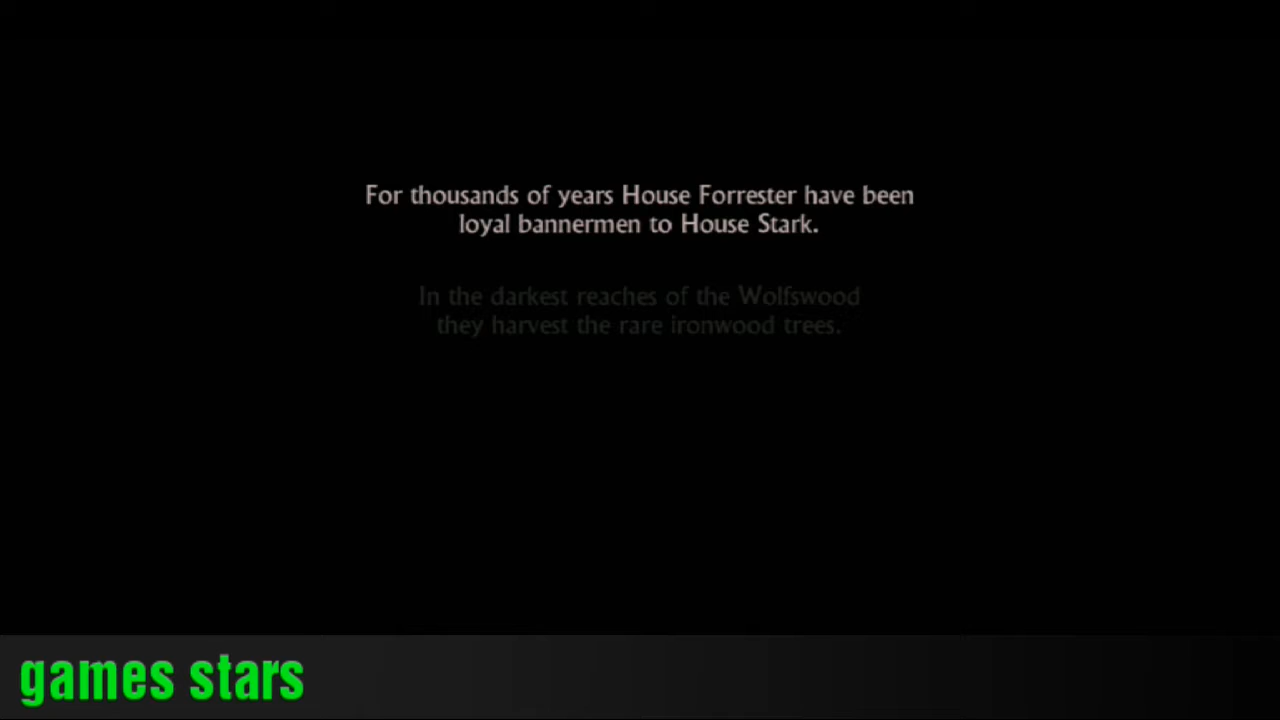 For thousands of years House Forrester have been
loyal bannermen to House Stark.
In the darkest reaches of the Wolfswood
they harvest the rare ironwood trees.
games stars